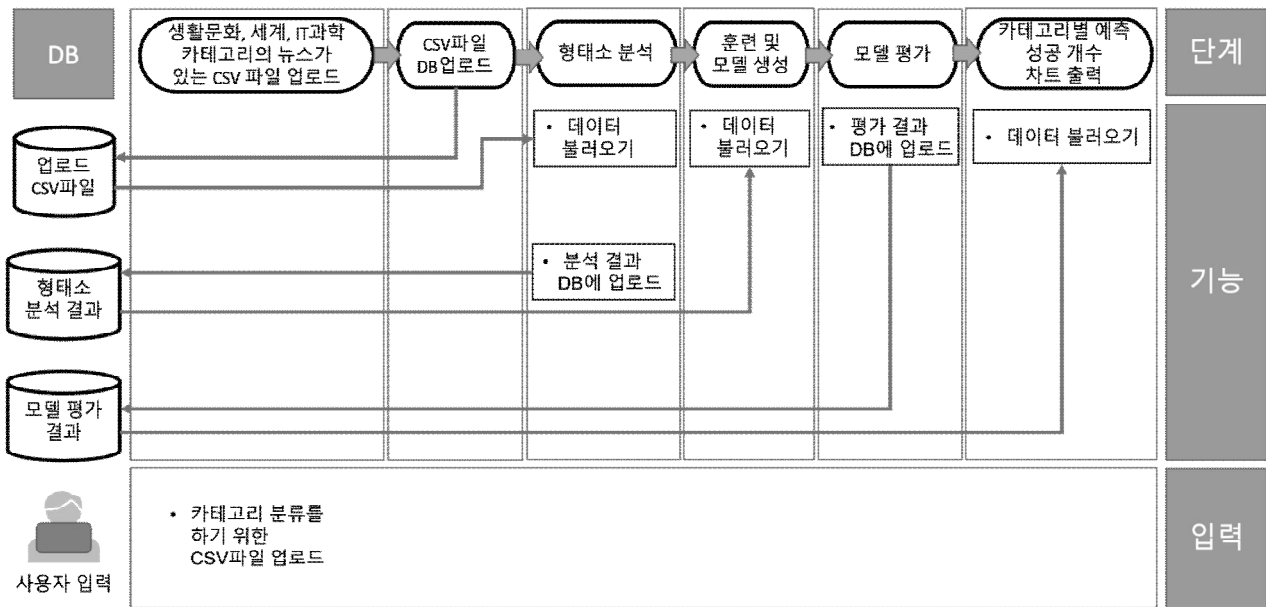 DB
생활문화, 세계, IT과학
카테고리의 뉴스가
있는 CSV 파일 업로드
CSV파일
DB업로드
형태소 분석
훈련 및
모델 생성
모델 평가
카테고리별 예측
성공 개수
차트 출력
단계
업로드
CSV파일
• 데이터
불러오기
• 데이터
불러오기
• 평가 결과
DB에 업로드
• 데이터 불러오기
기능
형태소
분석 결과
• 분석 결과
DB에 업로드
모델 평가
결과
사용자 입력
• 카테고리 분류를
하기 위한
CSV파일 업로드
입력